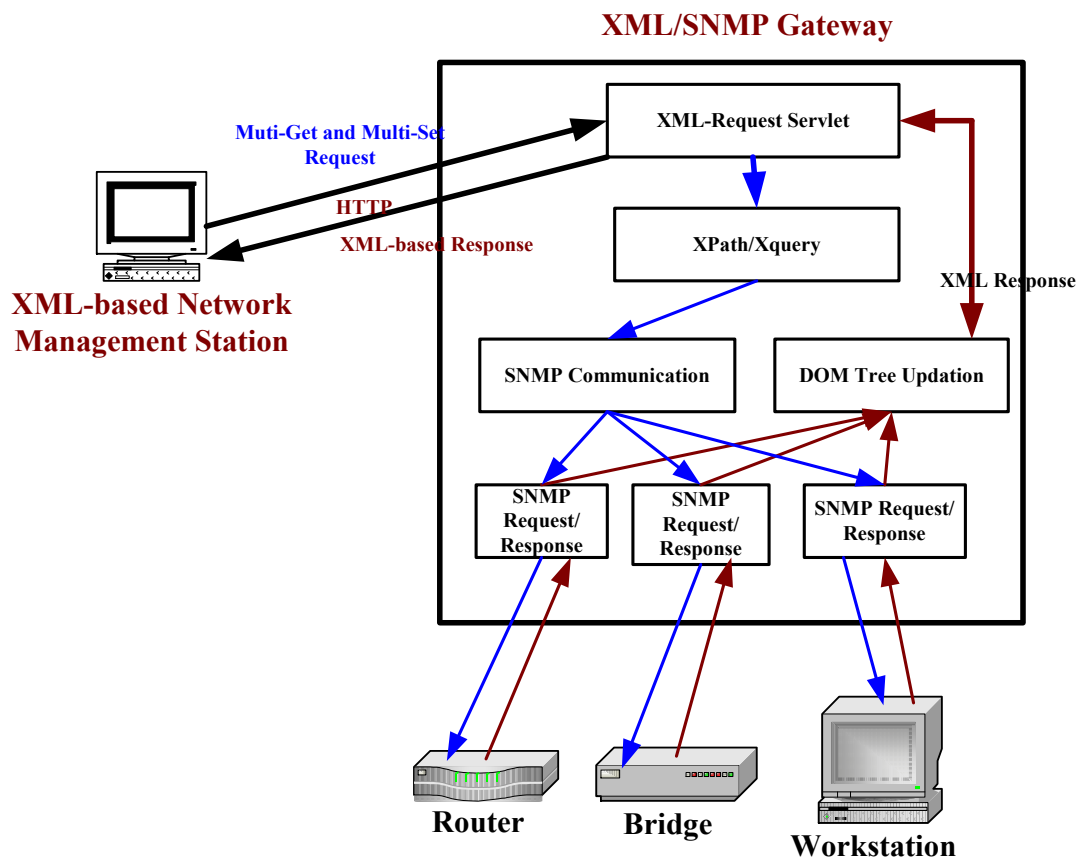 XML/SNMP Gateway
XML-Request Servlet
Muti-Get and Multi-Set
Request
HTTP
XML-based Response
XPath/Xquery
XML Response
XML-based Network
Management Station
SNMP Communication
DOM Tree Updation
SNMP
Request/
Response
SNMP
Request/
Response
SNMP Request/
Response
Router
Bridge
Workstation